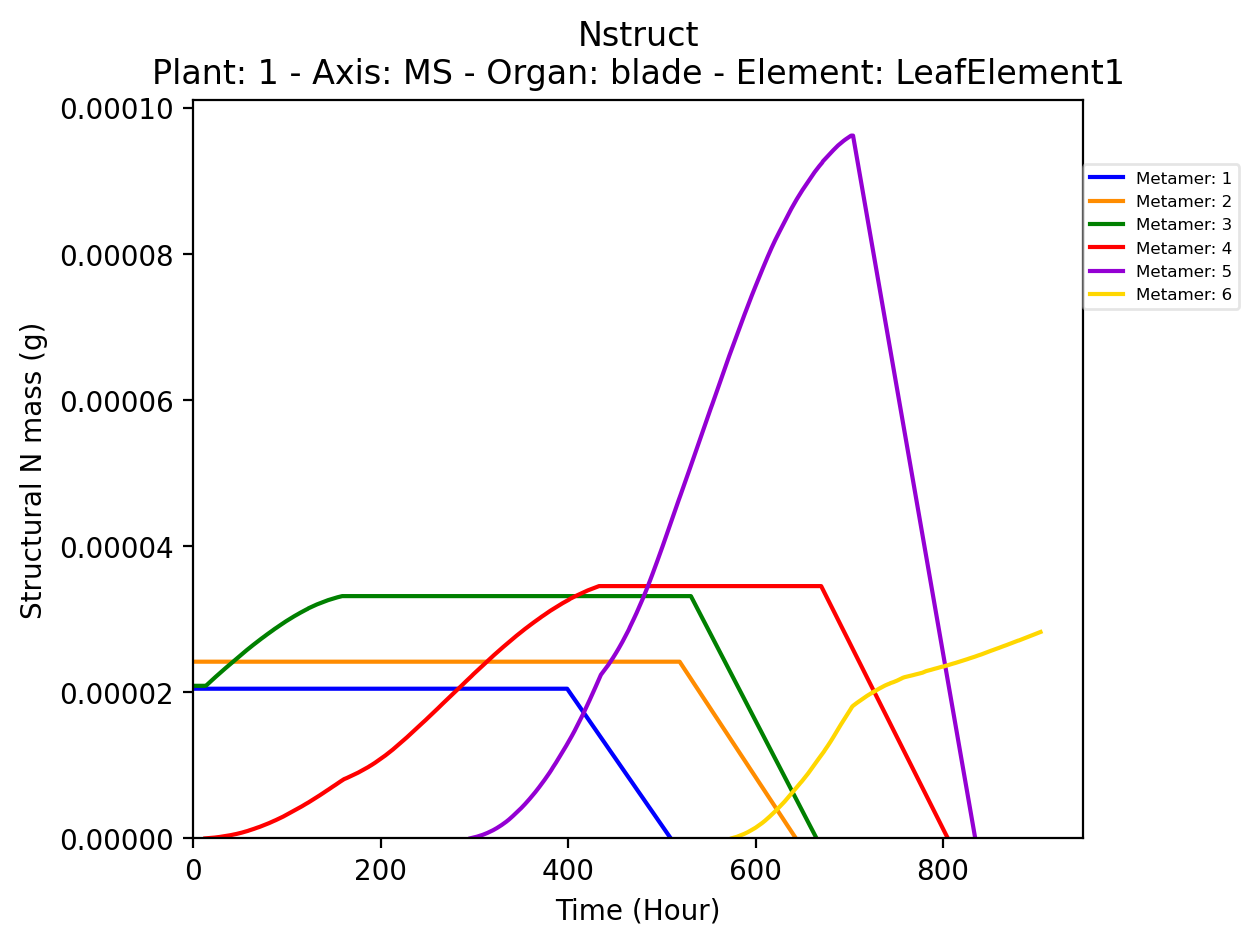 Nstruct
Plant: 1 - Axis: MS - Organ: blade - Element: LeafElement1
0.00010
0.00008
0.00006
0.00004
0.00002
0.00000
Structural N mass (g)
0 200 400 600 800
Time (Hour)
Metamer: 1
Metamer: 2
Metamer: 3
Metamer: 4
Metamer: 5
Metamer: 6